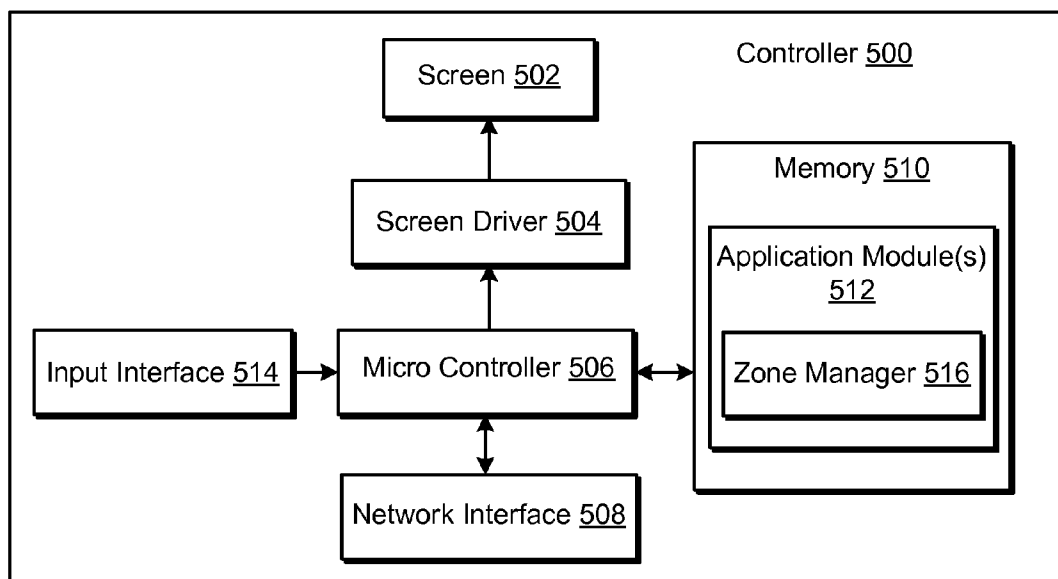 Controller 500
Screen 502
Screen Driver 504
Memory 510
Application Module(s)
512
Zone Manager 516
Input Interface 514
Micro Controller 506
Network Interface 508